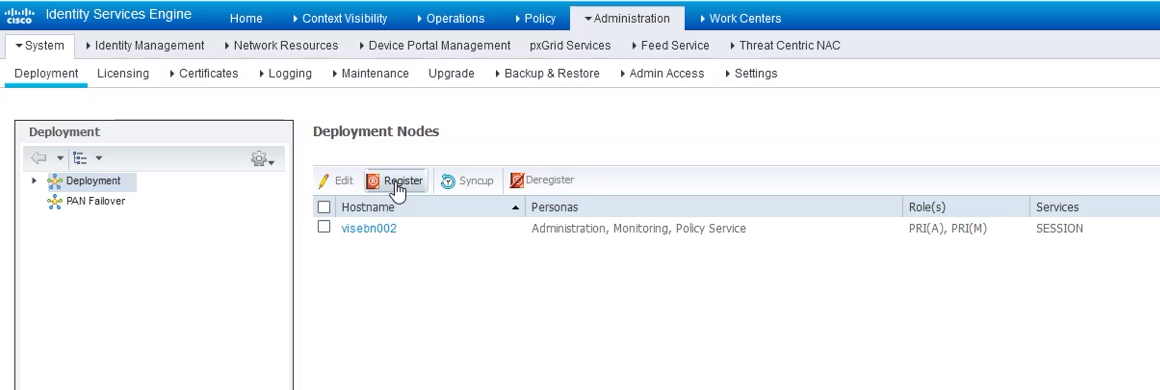 cisco Identity Services Engine Home Context Visibility Operations Policy Administration Work Centers
System Identity Management Network Resources Device Portal Management pxGrid Services Feed Service Threat Centric NAC
Deployment Licensing Certificates Logging Maintenance Upgrade Backup & Restore Admin Access Settings
Deployment
Deployment
PAN Failover
Deployment Nodes
Edit Register Syncup Deregister
Hostname Personas Role(s) Services
visebn002 Administration, Monitoring, Policy Service PRI(A), PRI(M) SESSION